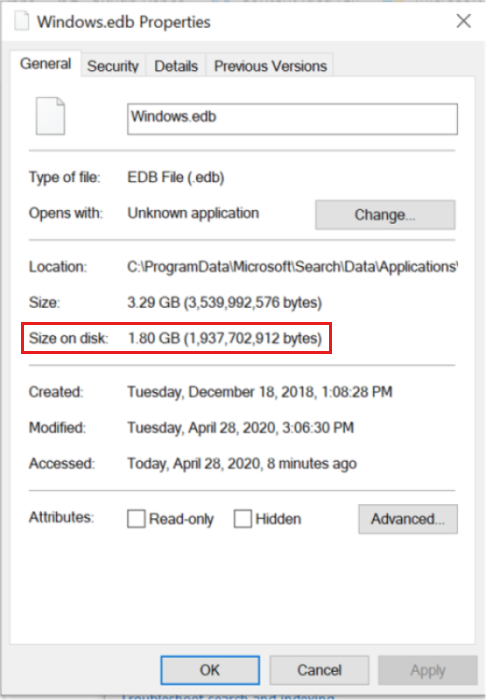 Windows.edb Properties
General
Security
Details
Previous Versions
Windows.edb
Type of file: EDB File (.edb)
Opens with: Unknown application Change...
Location: C:\ProgramData\Microsoft\Search\Data\Applications\
Size: 3.29 GB (3,539,992,576 bytes)
Size on disk: 1.80 GB (1,937,702,912 bytes)
Created: Tuesday, December 18, 2018, 1:08:28 PM
Modified: Tuesday, April 28, 2020, 3:06:30 PM
Accessed: Today, April 28, 2020, 8 minutes ago
Attributes: Read-only Hidden Advanced...
OK Cancel Apply
Troubleshoot search and indexing